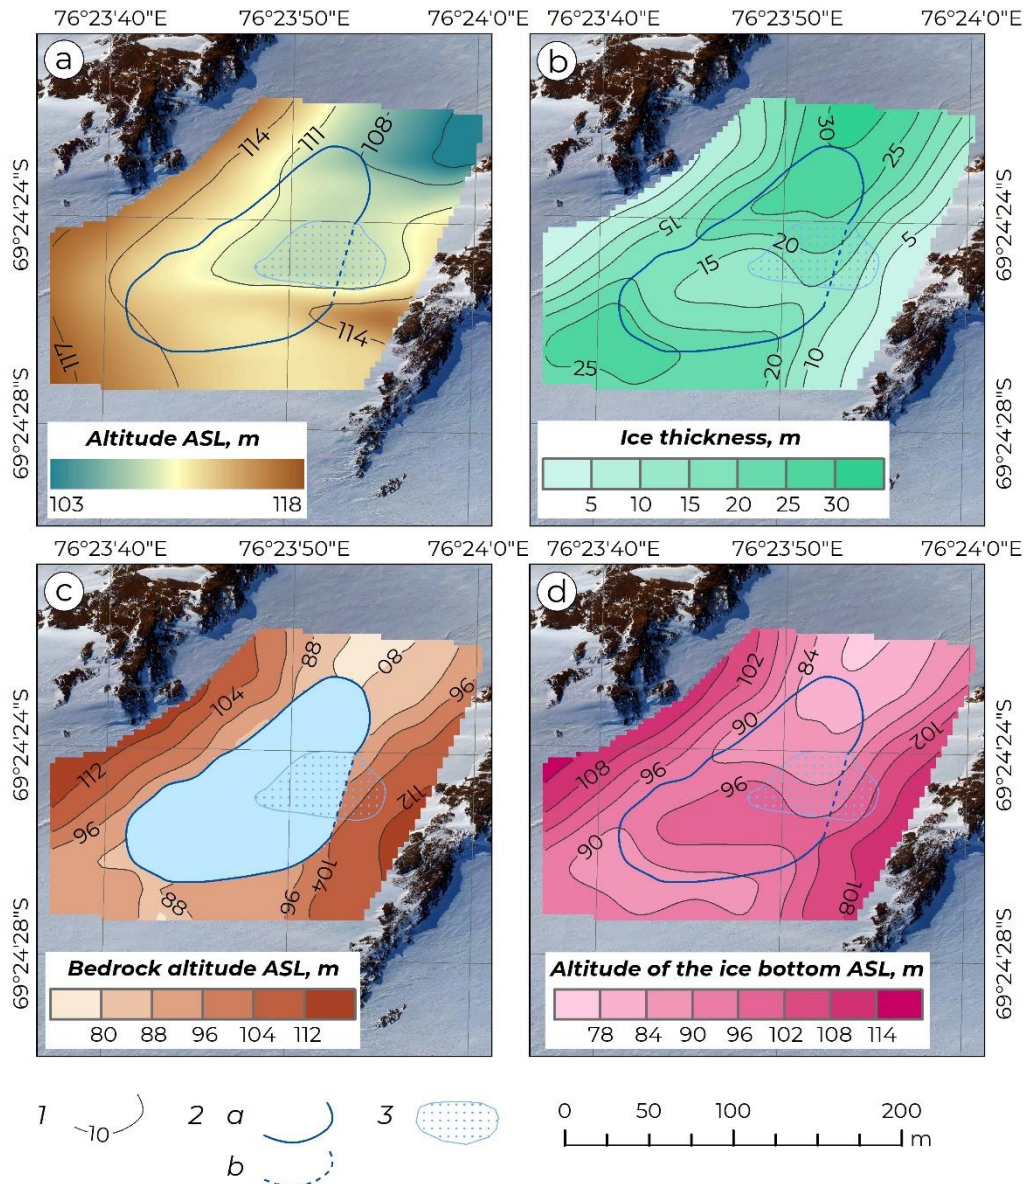 76°23'40"E 76°23'50"E 76°24'0"E 76°23'40"E 76°23'50"E 76°24'0"E
a
114
111
108
117
114
69°24'24"S
69°24'28"S
Altitude ASL, m
103 118
b
30
25
15
20
5
15
25
20
10
69°24'24"S
69°24'28"S
Ice thickness, m
5 10 15 20 25 30
76°23'40"E 76°23'50"E 76°24'0"E 76°23'40"E 76°23'50"E 76°24'0"E
c
88
80
104
96
112
112
96
104
88
96
69°24'24"S
69°24'28"S
Bedrock altitude ASL, m
80 88 96 104 112
d
102
84
90
102
108
96
96
90
108
69°24'24"S
69°24'28"S
Altitude of the ice bottom ASL, m
78 84 90 96 102 108 114
1 10 2 a 3
b
0 50 100 200
m